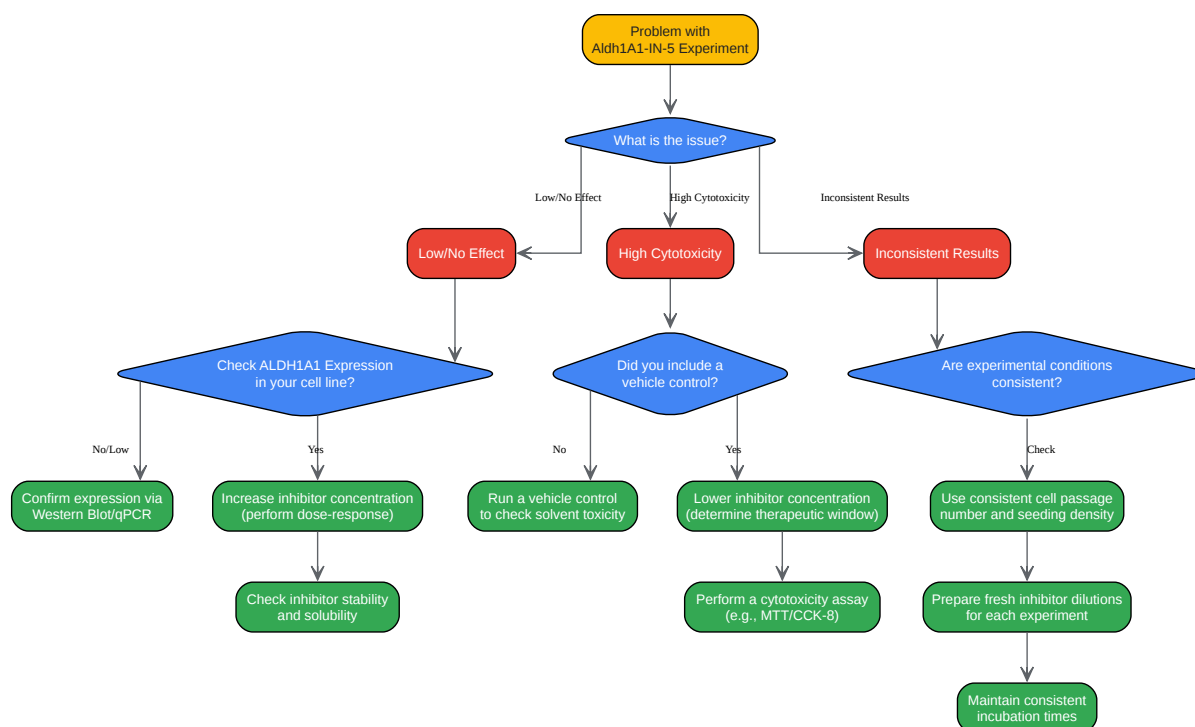 Problem with
Aldh1A1-IN-5 Experiment
What is the issue?
Low/No Effect
High Cytotoxicity
Inconsistent Results
Low/No Effect
High Cytotoxicity
Inconsistent Results
Check ALDH1A1 Expression
in your cell line?
Did you include a
vehicle control?
Are experimental conditions
consistent?
No/Low
Yes
No
Yes
Check
Confirm expression via
Western Blot/qPCR
Increase inhibitor concentration
(perform dose-response)
Run a vehicle control
to check solvent toxicity
Lower inhibitor concentration
(determine therapeutic window)
Use consistent cell passage
number and seeding density
Check inhibitor stability
and solubility
Perform a cytotoxicity assay
(e.g., MTT/CCK-8)
Prepare fresh inhibitor dilutions
for each experiment
Maintain consistent
incubation times